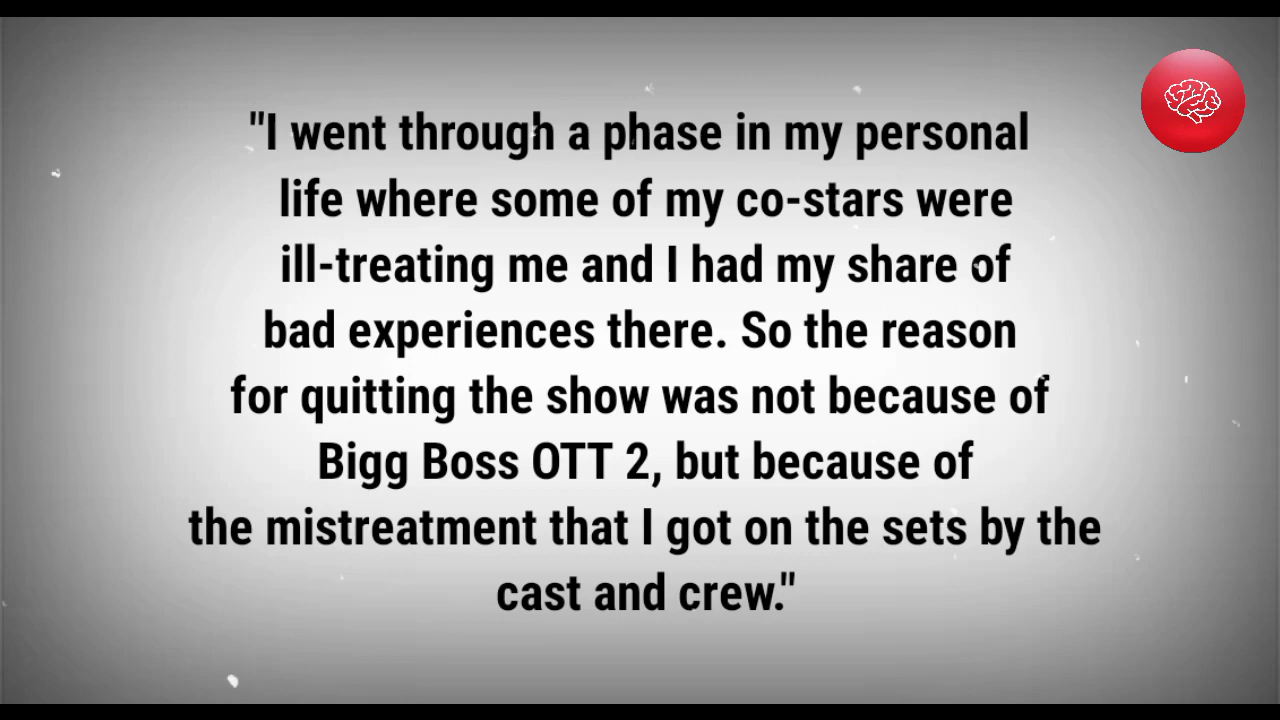 "I went through a phase in my personal
life where some of my co-stars were
ill-treating me and I had my share of
bad experiences there. So the reason
for quitting the show was not because of
Bigg Boss OTT 2, but because of
the mistreatment that I got on the sets by the
cast and crew."